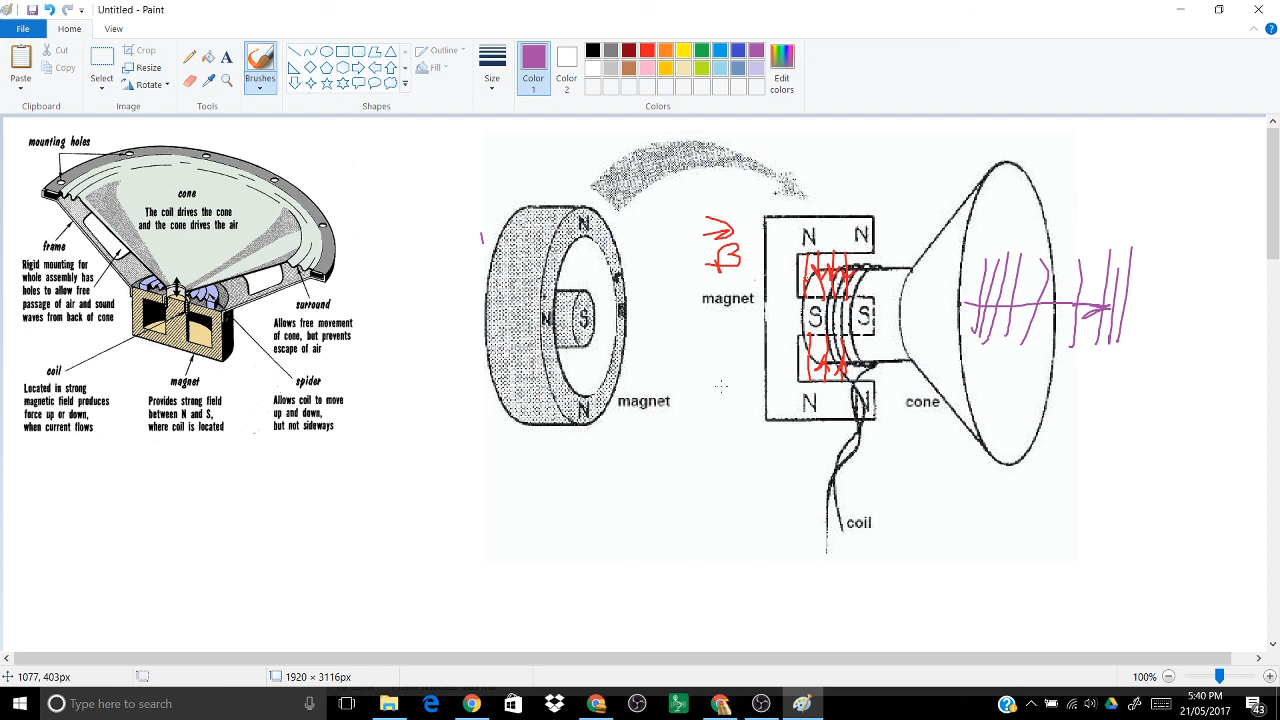 Untitled - Paint
File
Home
View
Paste
Cut
Copy
Clipboard
Select
Crop
Resize
Rotate
Image
Tools
Brushes
Shapes
Outline
Fill
Size
Color 1
Color 2
Edit colors
Colors
mounting holes
cone
The coil drives the cone
and the cone drives the air
frame
Rigid mounting for
whole assembly has
holes to allow free
passage of air and sound
waves from back of cone
surround
Allows free movement
of cone, but prevents
escape of air
coil
Located in strong
magnetic field produces
force up or down,
when current flows
magnet
Provides strong field
between N and S,
where coil is located
spider
Allows coil to move
up and down,
but not sideways
N
N
S
N
magnet
B
magnet
N N
S S
N N
cone
coil
1077, 403px
1920 × 3116px
100%
Type here to search
5:40 PM
21/05/2017
43